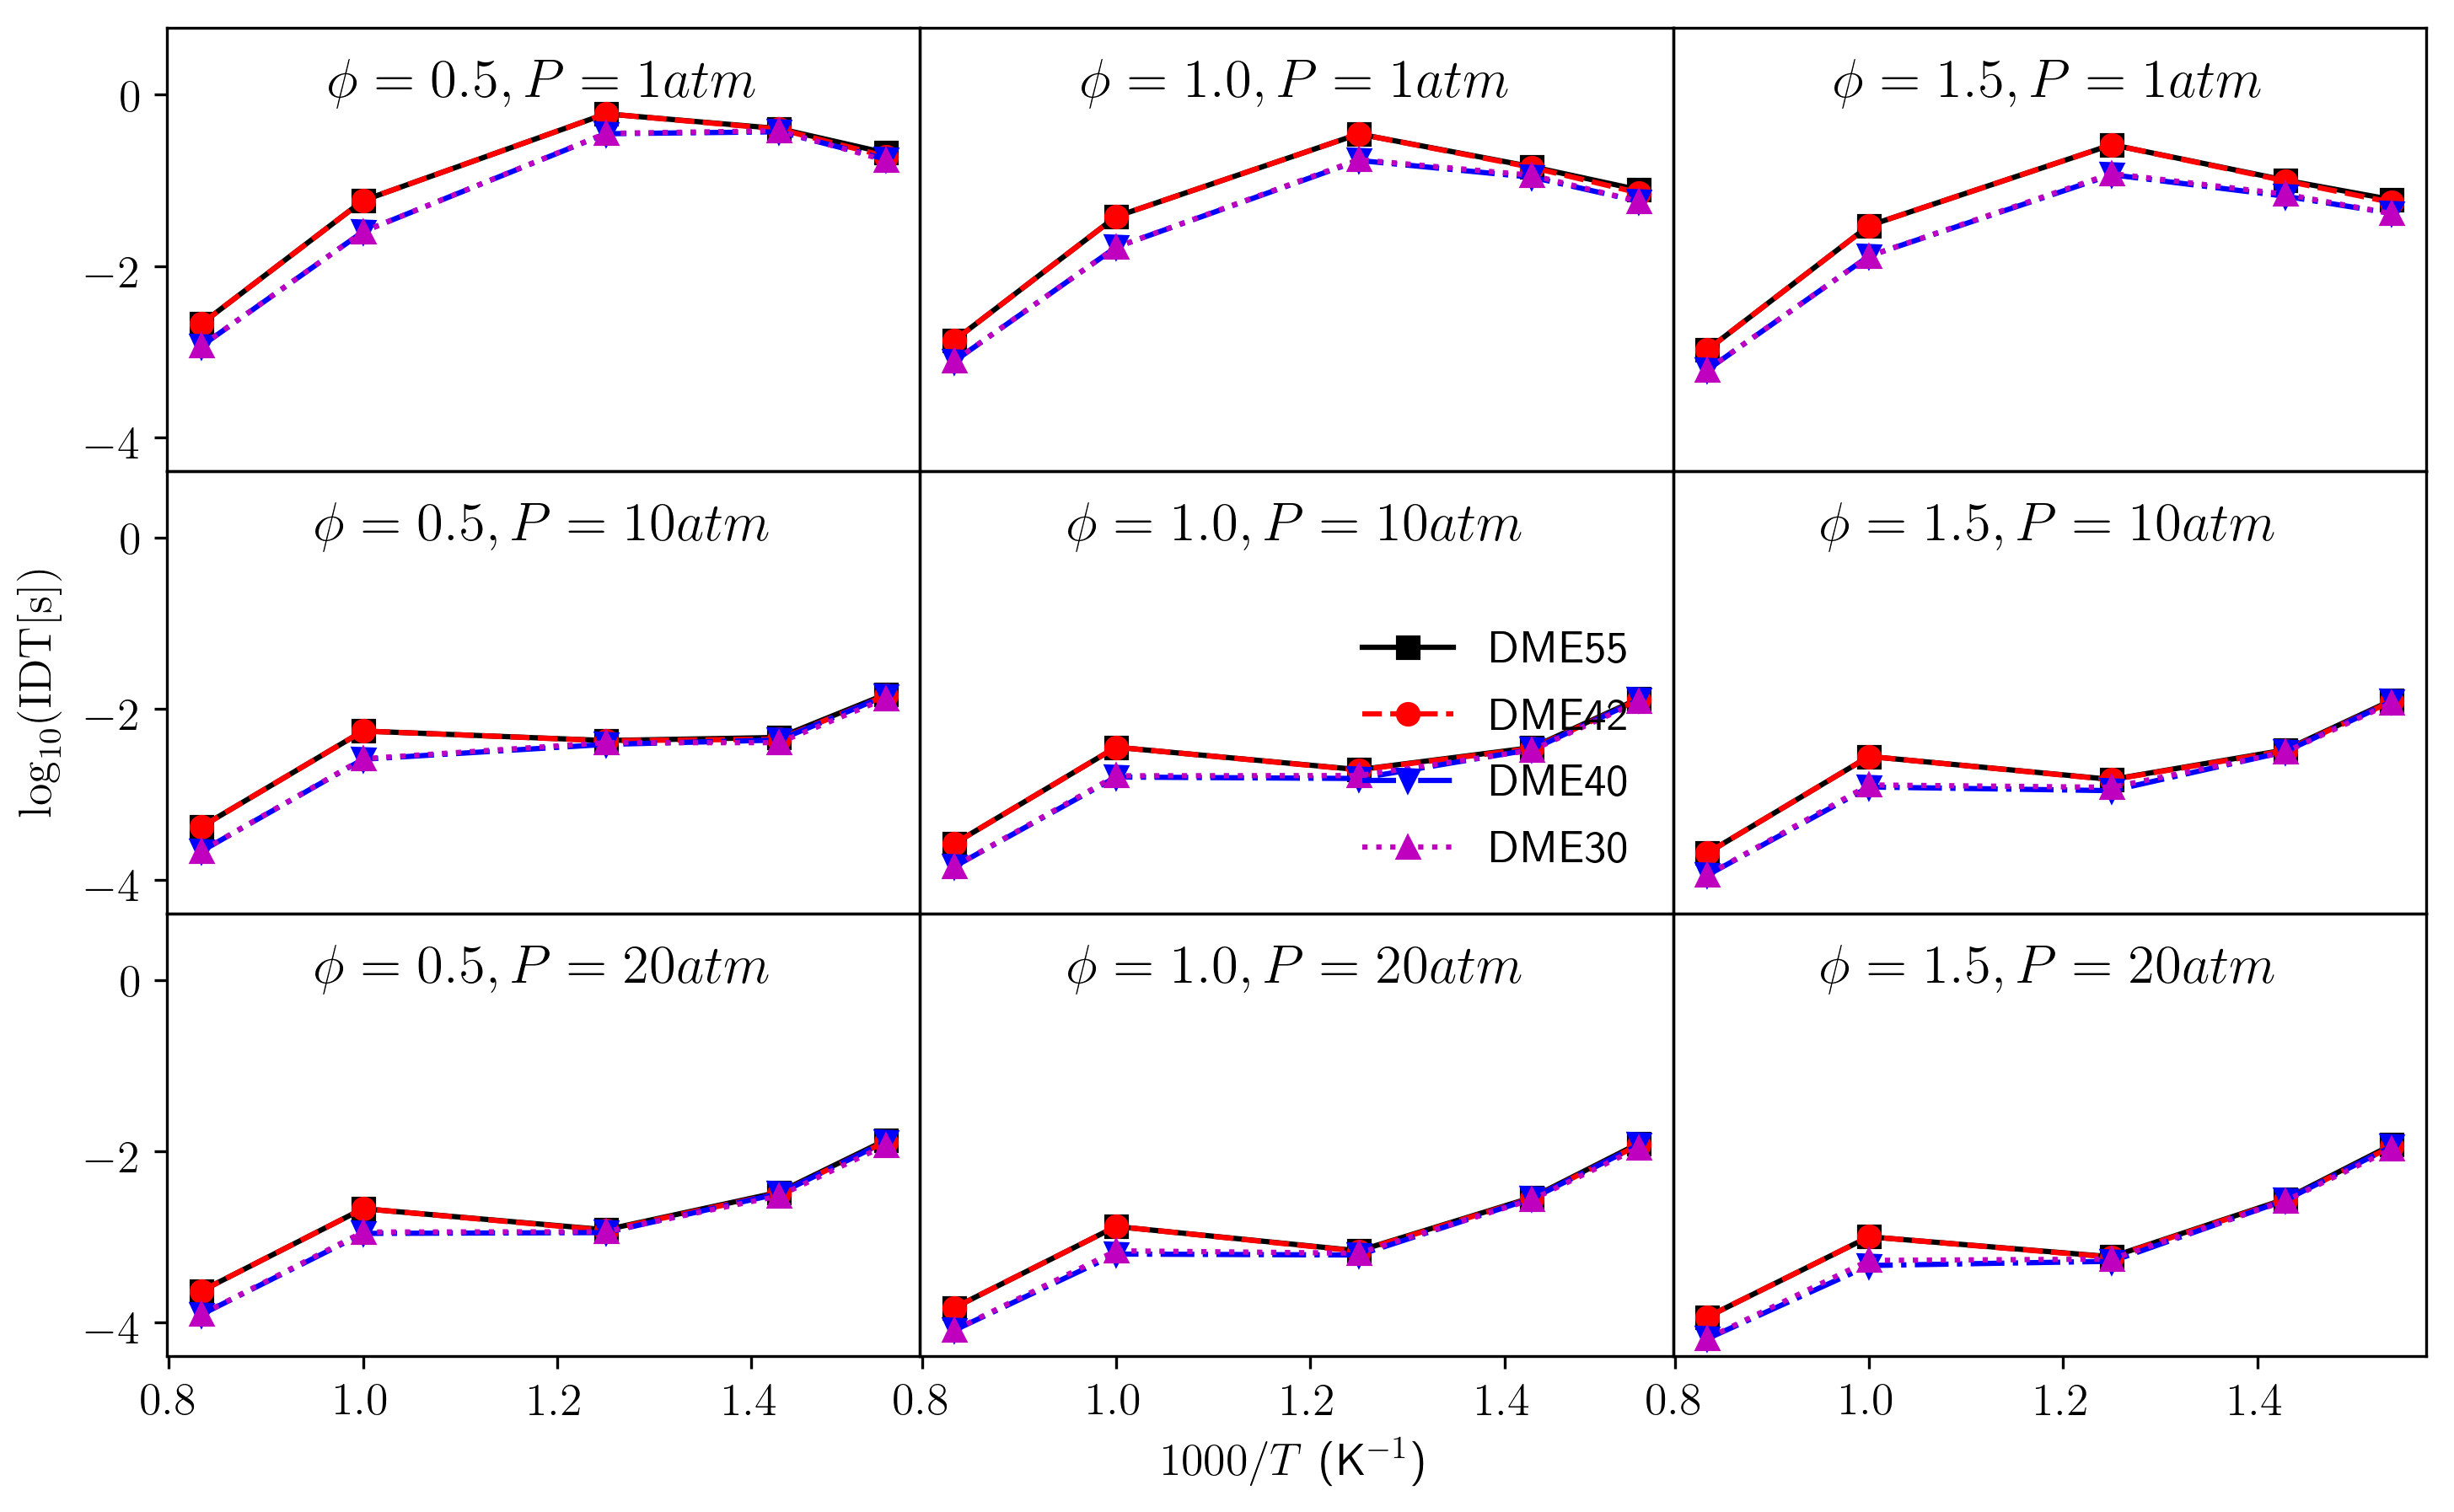 ϕ = 0.5, P = 1atm
ϕ = 1.0, P = 1atm
ϕ = 1.5, P = 1atm
0
−2
−4
ϕ = 0.5, P = 10atm
ϕ = 1.0, P = 10atm
ϕ = 1.5, P = 10atm
0
−2
−4
log₁₀(IDT[s])
DME55
DME42
DME40
DME30
ϕ = 0.5, P = 20atm
ϕ = 1.0, P = 20atm
ϕ = 1.5, P = 20atm
0
−2
−4
0.8 1.0 1.2 1.4 0.8 1.0 1.2 1.4 0.8 1.0 1.2 1.4
1000/T (K⁻¹)